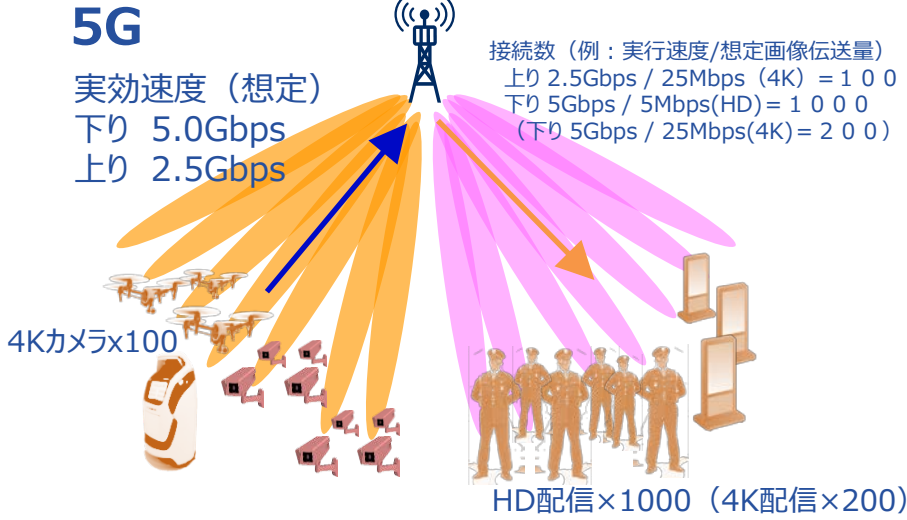 5G
実効速度（想定）
下り 5.0Gbps
上り 2.5Gbps
接続数（例：実行速度/想定画像伝送量）
上り 2.5Gbps / 25Mbps（4K）=１００
下り 5Gbps / 5Mbps(HD)=１０００
（下り 5Gbps / 25Mbps(4K)=２００）
4Kカメラx100
HD配信×1000（4K配信×200）